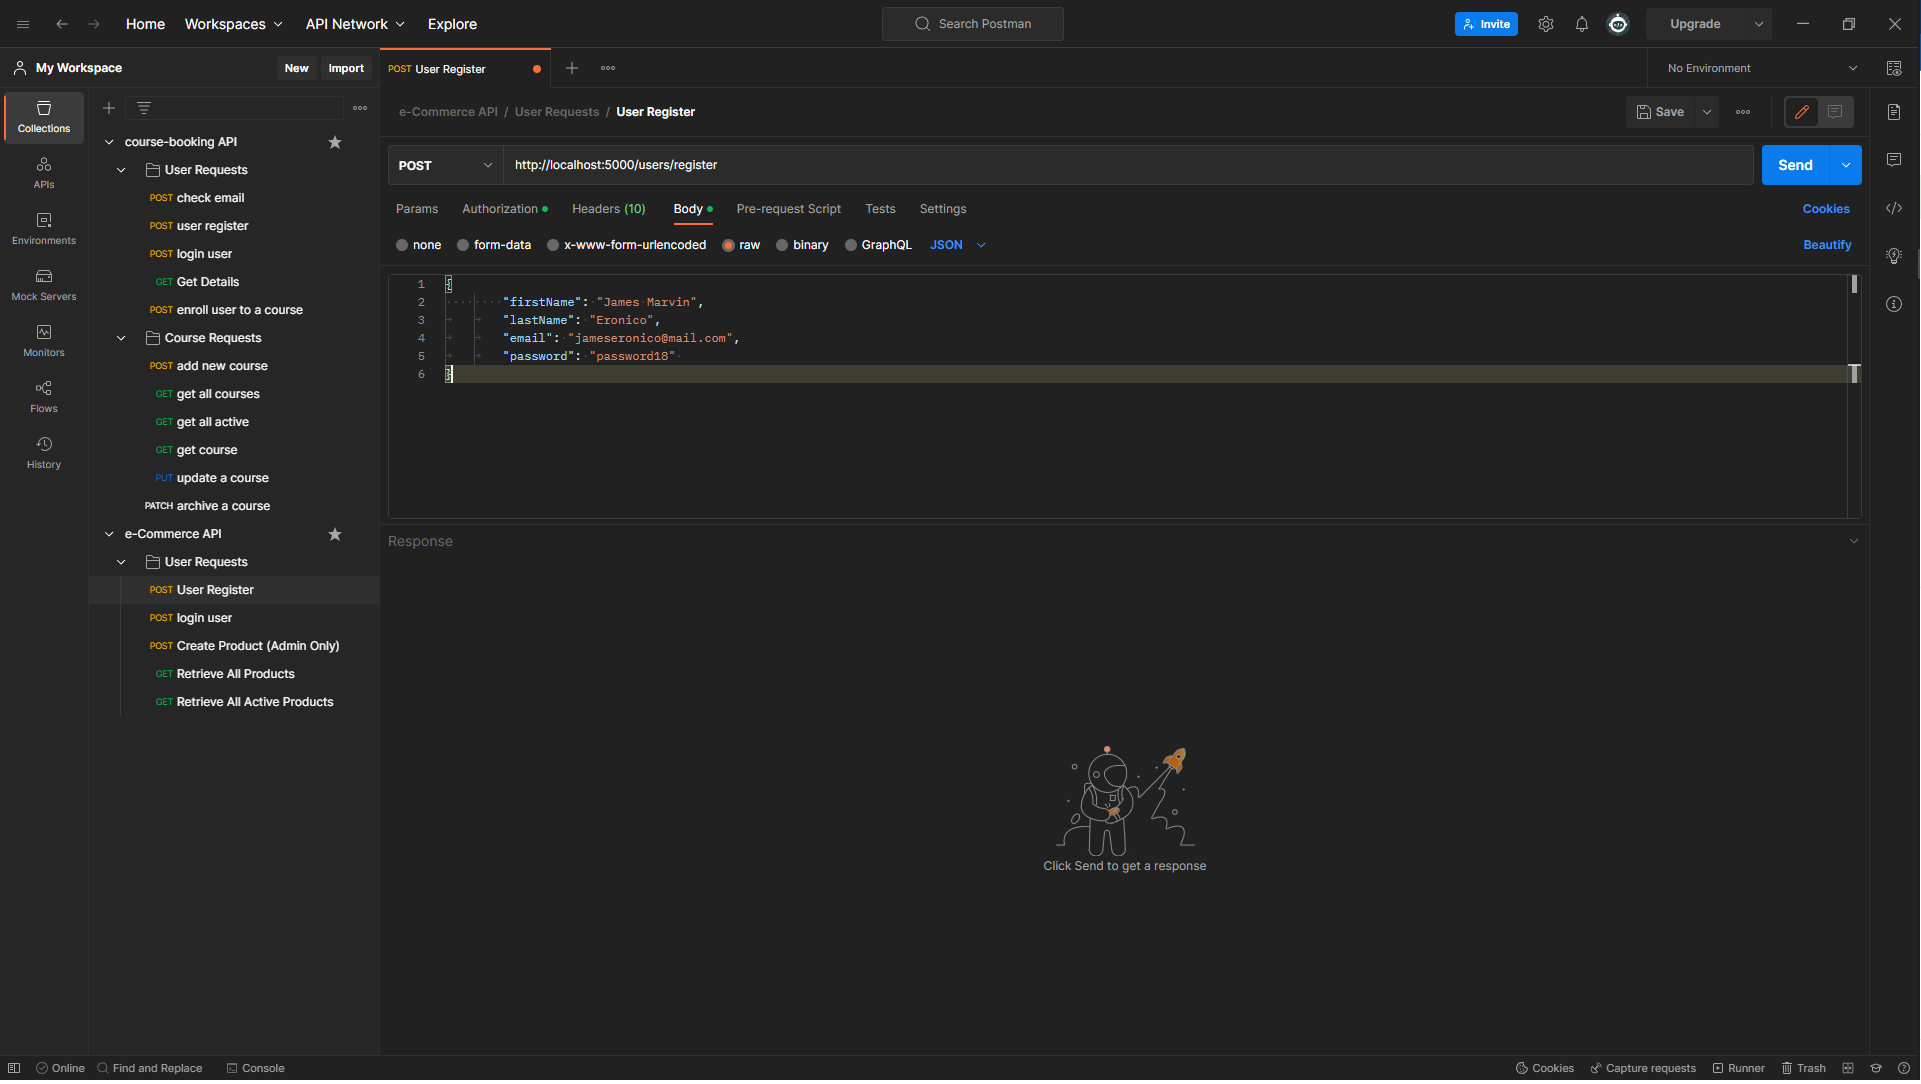 Home Workspaces API Network Explore Search Postman Invite Upgrade
My Workspace New Import
POST User Register No Environment
Collections
APIs
Environments
Mock Servers
Monitors
Flows
History
course-booking API
User Requests
POST check email
POST user register
POST login user
GET Get Details
POST enroll user to a course
Course Requests
POST add new course
GET get all courses
GET get all active
GET get course
PUT update a course
PATCH archive a course
e-Commerce API
User Requests
POST User Register
POST login user
POST Create Product (Admin Only)
GET Retrieve All Products
GET Retrieve All Active Products
e-Commerce API / User Requests / User Register Save
POST http://localhost:5000/users/register Send
Params Authorization Headers (10) Body Pre-request Script Tests Settings Cookies
none form-data x-www-form-urlencoded raw binary GraphQL JSON Beautify
1 {
2 "firstName": "James Marvin",
3 "lastName": "Eronico",
4 "email": "jameseronico@mail.com",
5 "password": "password18"
6 }
Response
Click Send to get a response
Online Find and Replace Console Cookies Capture requests Runner Trash